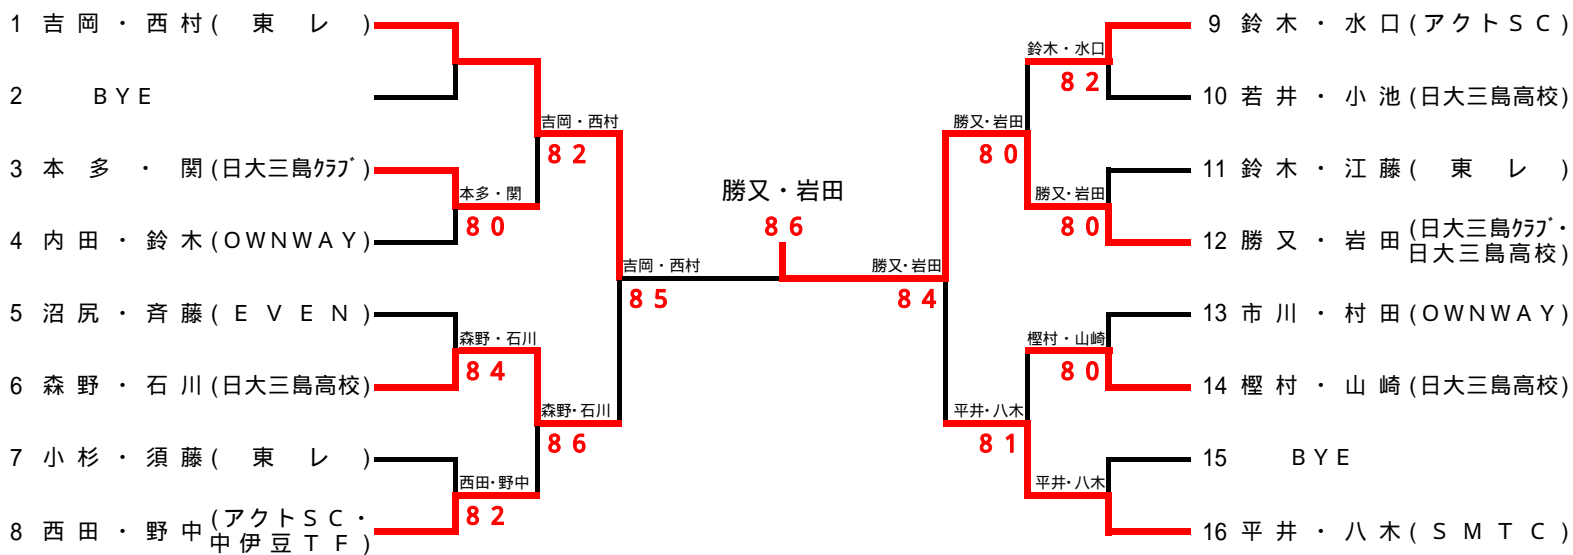 1 吉岡・西村(東レ)
2 BYE
3 本多・関(日大三島ｸﾗﾌﾞ)
4 内田・鈴木(OWNWAY)
5 沼尻・斉藤(EVEN)
6 森野・石川(日大三島高校)
7 小杉・須藤(東レ)
8 西田・野中(アクトSC・
中伊豆TF)
本多・関
80
森野・石川
84
西田・野中
82
吉岡・西村
82
森野・石川
86
吉岡・西村
85
勝又・岩田
86
勝又・岩田
84
勝又・岩田
80
平井・八木
81
鈴木・水口
82
勝又・岩田
80
樫村・山崎
80
平井・八木
9 鈴木・水口(アクトSC)
10 若井・小池(日大三島高校)
11 鈴木・江藤(東レ)
12 勝又・岩田(日大三島ｸﾗﾌﾞ・
日大三島高校)
13 市川・村田(OWNWAY)
14 樫村・山崎(日大三島高校)
15 BYE
16 平井・八木(SMTC)